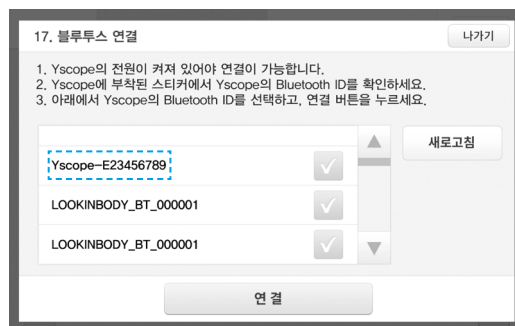 17. 블루투스 연결
나가기
1. Yscope의 전원이 켜져 있어야 연결이 가능합니다.
2. Yscope에 부착된 스티커에서 Yscope의 Bluetooth ID를 확인하세요.
3. 아래에서 Yscope의 Bluetooth ID를 선택하고, 연결 버튼을 누르세요.
새로고침
Yscope-E23456789
LOOKINBODY_BT_000001
LOOKINBODY_BT_000001
연 결